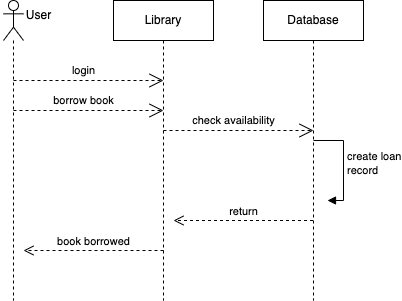 User
Library
Database
login
borrow book
check availability
create loan
record
return
book borrowed